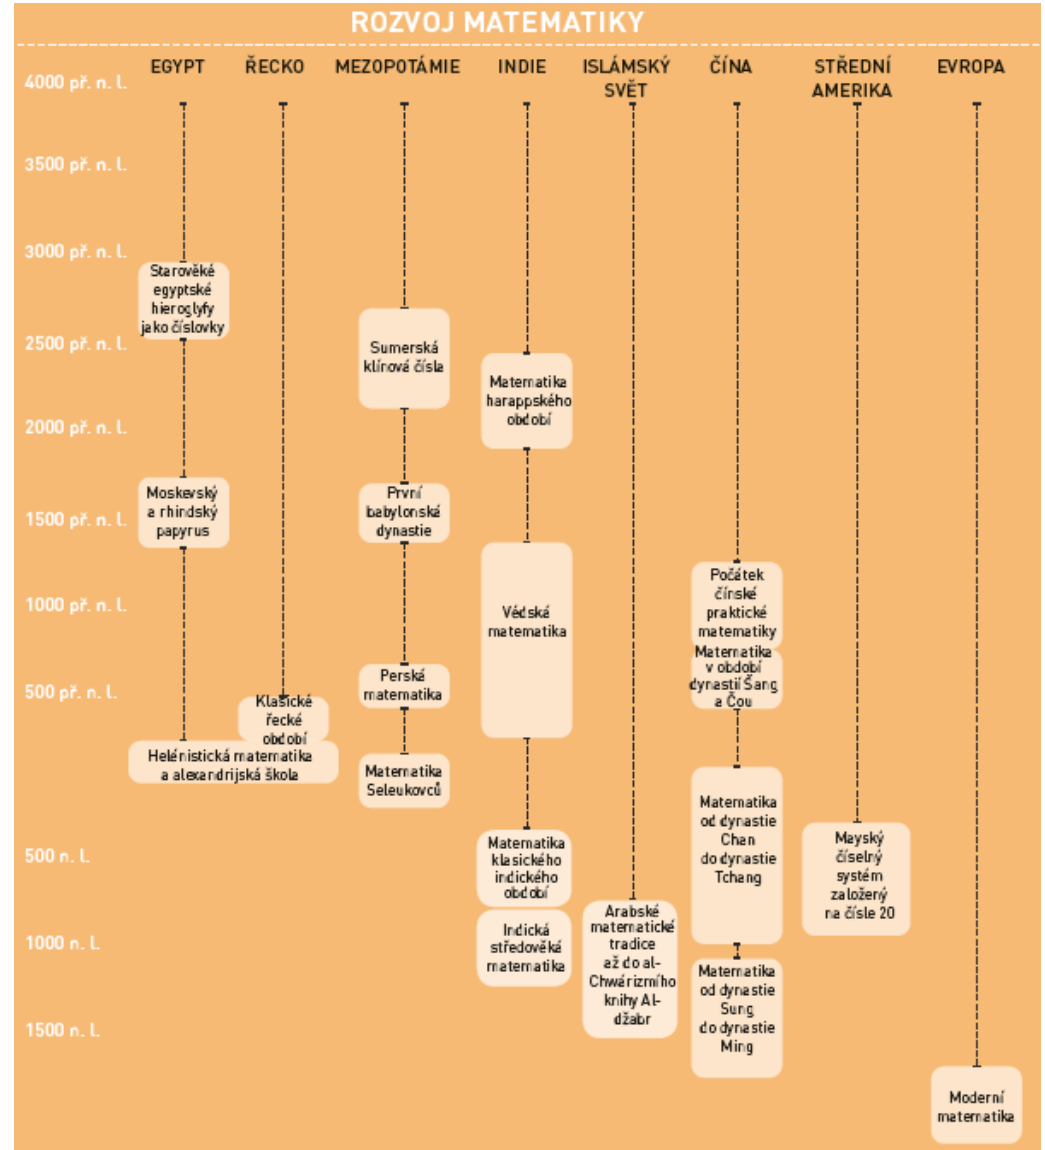 ROZVOJ MATEMATIKY
EGYPT
ŘECKO
MEZOPOTÁMIE
INDIE
ISLÁMSKÝ
SVĚT
ČÍNA
STŘEDNÍ
AMERIKA
EVROPA
4000 př. n. l.
3500 př. n. l.
3000 př. n. l.
2500 př. n. l.
2000 př. n. l.
1500 př. n. l.
1000 př. n. l.
500 př. n. l.
500 n. l.
1000 n. l.
1500 n. l.
Starověké
egyptské
hieroglyfy
jako číslovky
Moskevský
a rhindský
papyrus
Klasické
řecké
období
Helénistická matematika
a alexandrijská škola
Sumerská
klínová čísla
První
babylonská
dynastie
Perská
matematika
Matematika
Seleukovců
Matematika
harappského
období
Védská
matematika
Matematika
klasického
indického
období
Indická
středověká
matematika
Arabské
matematické
tradice
až do al-
Chwárizmího
knihy Al-
džabr
Počátek
čínské
praktické
matematiky
Matematika
v období
dynastií Šang
a Čou
Matematika
od dynastie
Chan
do dynastie
Tchang
Matematika
od dynastie
Sung
do dynastie
Ming
Mayský
číselný
systém
založený
na čísle 20
Moderní
matematika